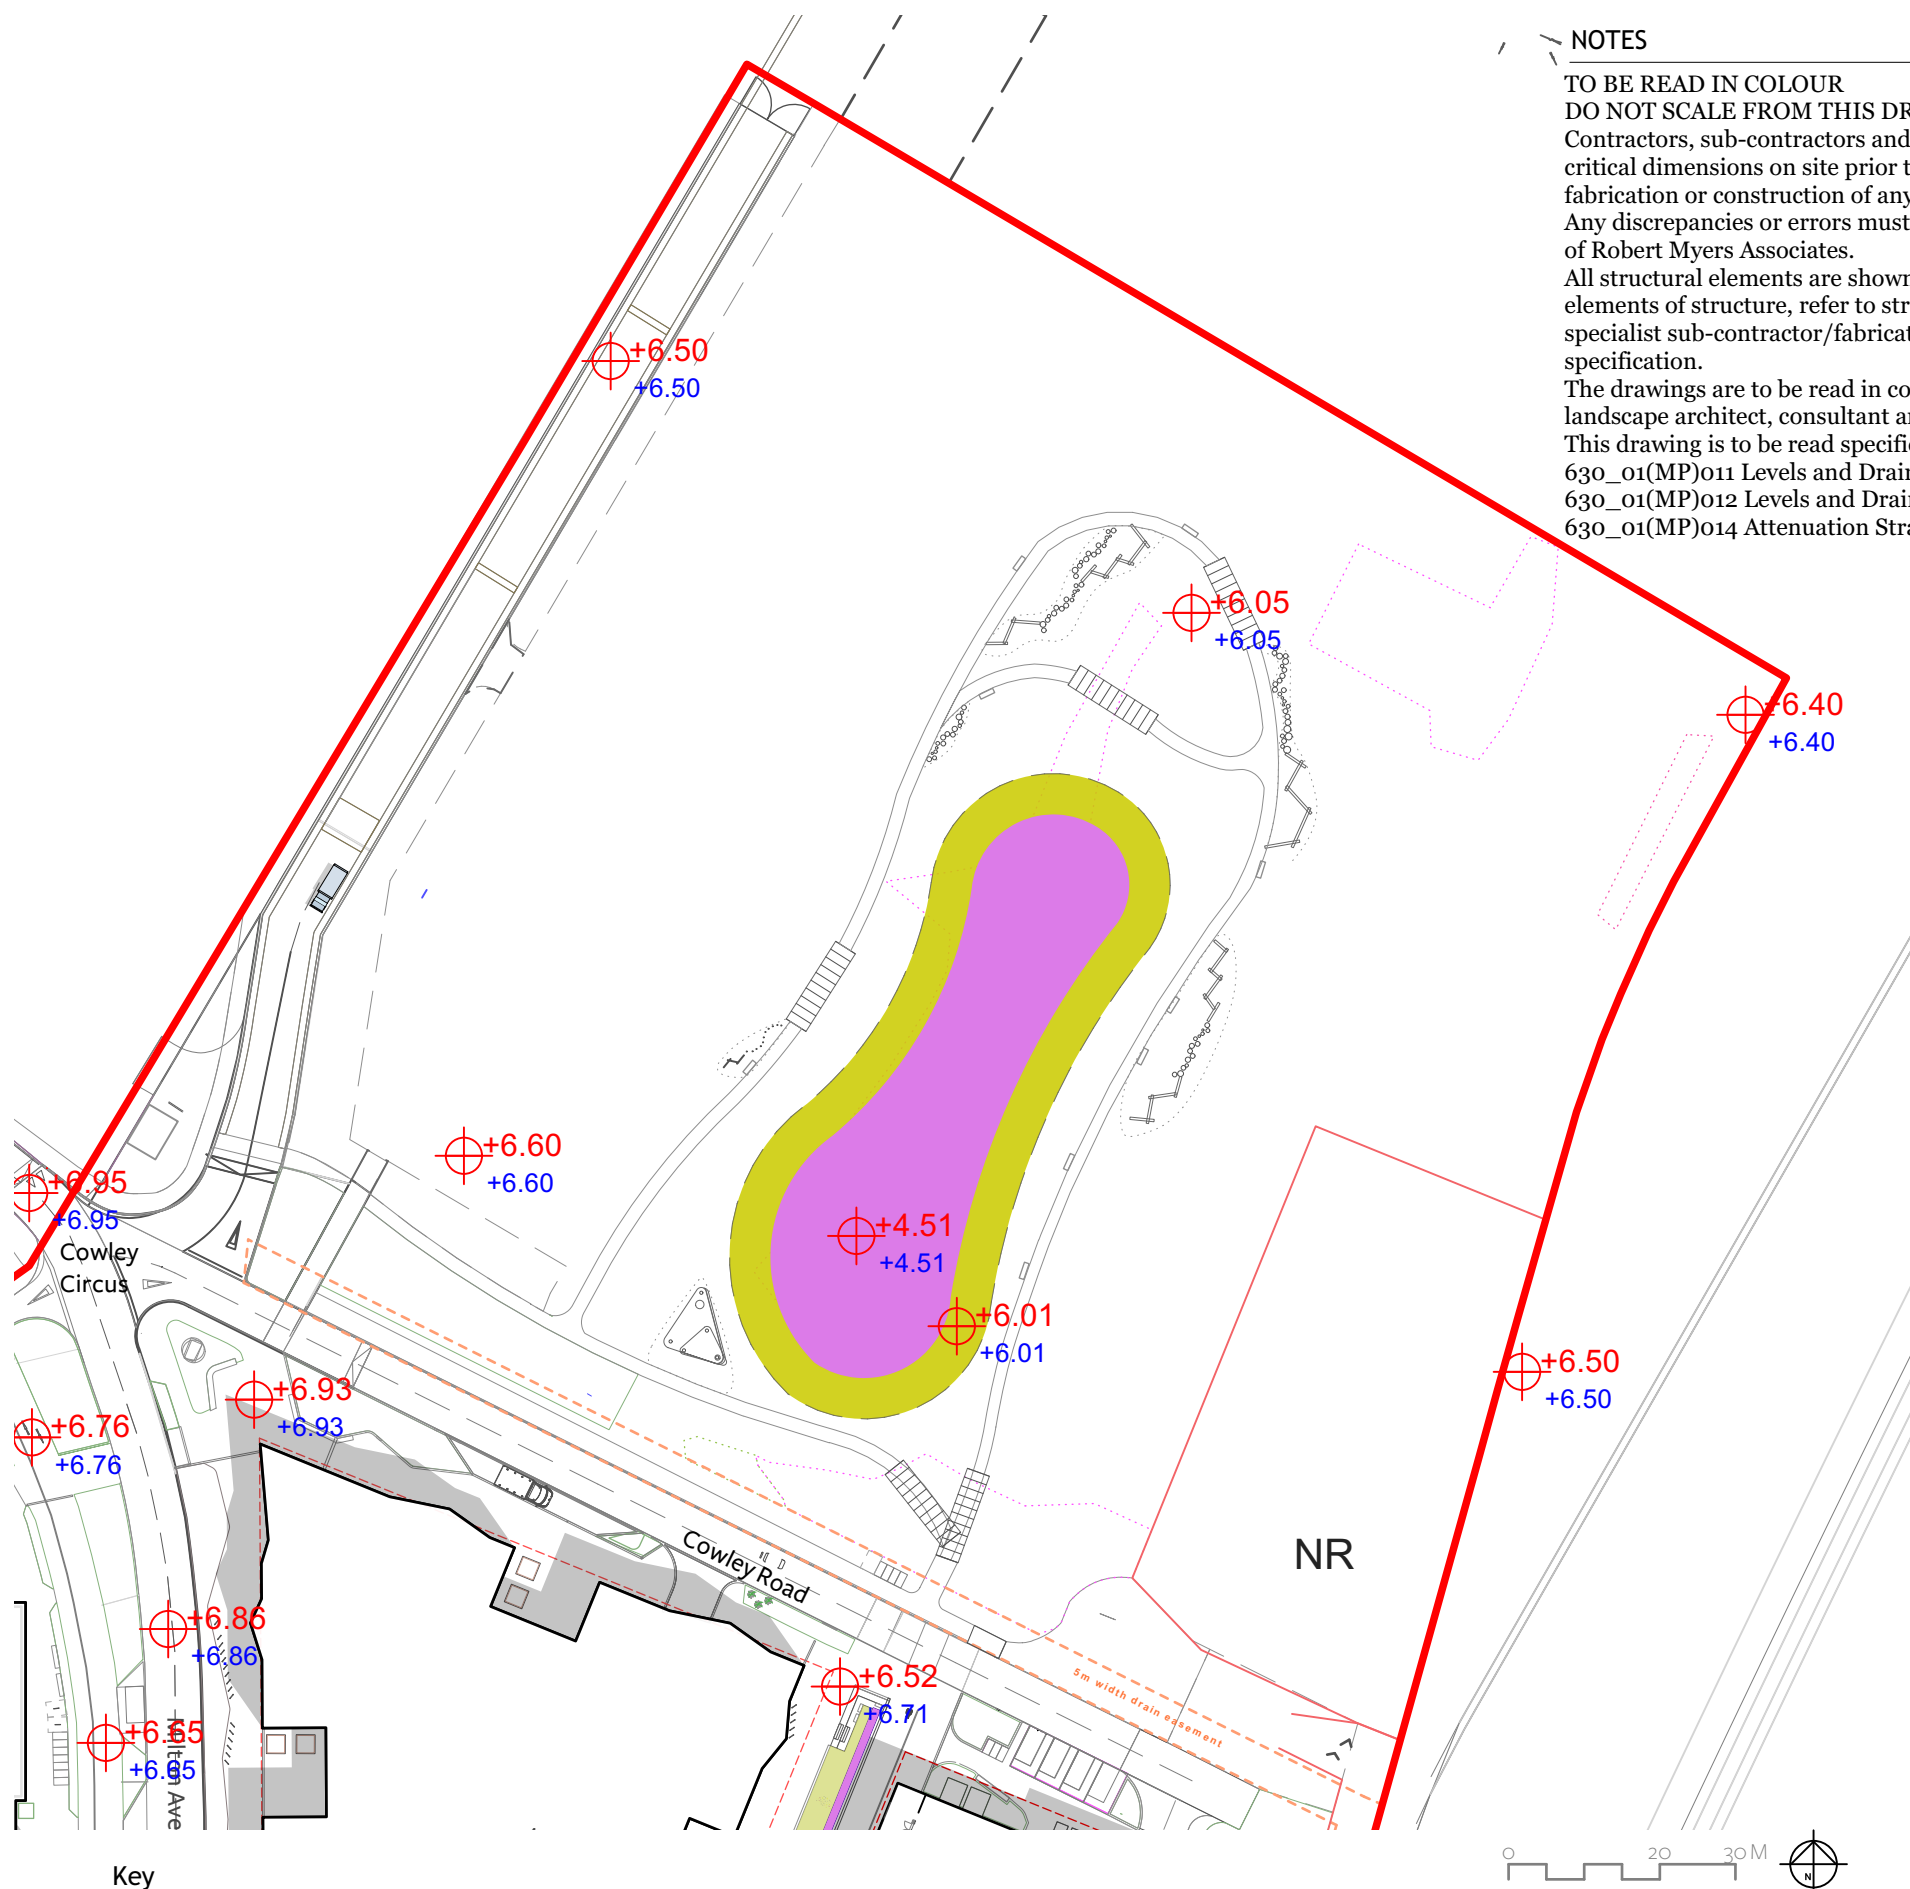 NOTES
TO BE READ IN COLOUR
DO NOT SCALE FROM THIS DR
Contractors, sub-contractors and
critical dimensions on site prior t
fabrication or construction of any
Any discrepancies or errors must
of Robert Myers Associates.
All structural elements are shown
elements of structure, refer to str
specialist sub-contractor/fabricat
specification.
The drawings are to be read in co
landscape architect, consultant a
This drawing is to be read specifi
630_01(MP)011 Levels and Drain
630_01(MP)012 Levels and Drain
630_01(MP)014 Attenuation Stra
+6.50
+6.50
+6.05
+6.05
+6.40
+6.40
+6.60
+6.60
+6.95
+6.95
Cowley
Circus
+4.51
+4.51
+6.01
+6.01
+6.50
+6.50
+6.93
+6.93
+6.76
+6.76
NR
Cowley Road
+6.86
+6.86
+6.52
+6.71
5m width drain easement
+6.65
+6.65
Milton Ave
0 20 30 M
N
Key